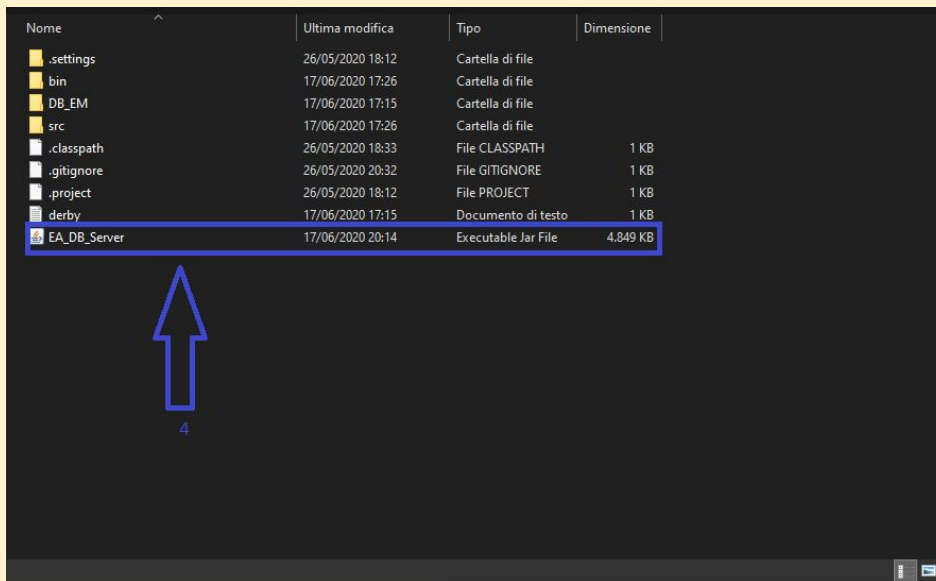 Nome Ultima modifica Tipo Dimensione
.settings 26/05/2020 18:12 Cartella di file
bin 17/06/2020 17:26 Cartella di file
DB_EM 17/06/2020 17:15 Cartella di file
src 17/06/2020 17:26 Cartella di file
.classpath 26/05/2020 18:33 File CLASSPATH 1 KB
.gitignore 26/05/2020 20:32 File GITIGNORE 1 KB
.project 26/05/2020 18:12 File PROJECT 1 KB
derby 17/06/2020 17:15 Documento di testo 1 KB
EA_DB_Server 17/06/2020 20:14 Executable Jar File 4.849 KB
4